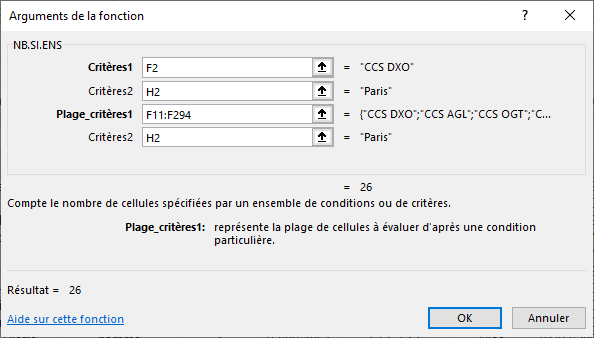 Arguments de la fonction ? ×
NB.SI.ENS
Critères1 F2 = "CCS DXO"
Critères2 H2 = "Paris"
Plage_critères1 F11:F294 = {"CCS DXO";"CCS AGL";"CCS OGT";"C...
Critères2 H2 = "Paris"
= 26
Compte le nombre de cellules spécifiées par un ensemble de conditions ou de critères.
Plage_critères1: représente la plage de cellules à évaluer d'après une condition
particulière.
Résultat = 26
Aide sur cette fonction OK Annuler